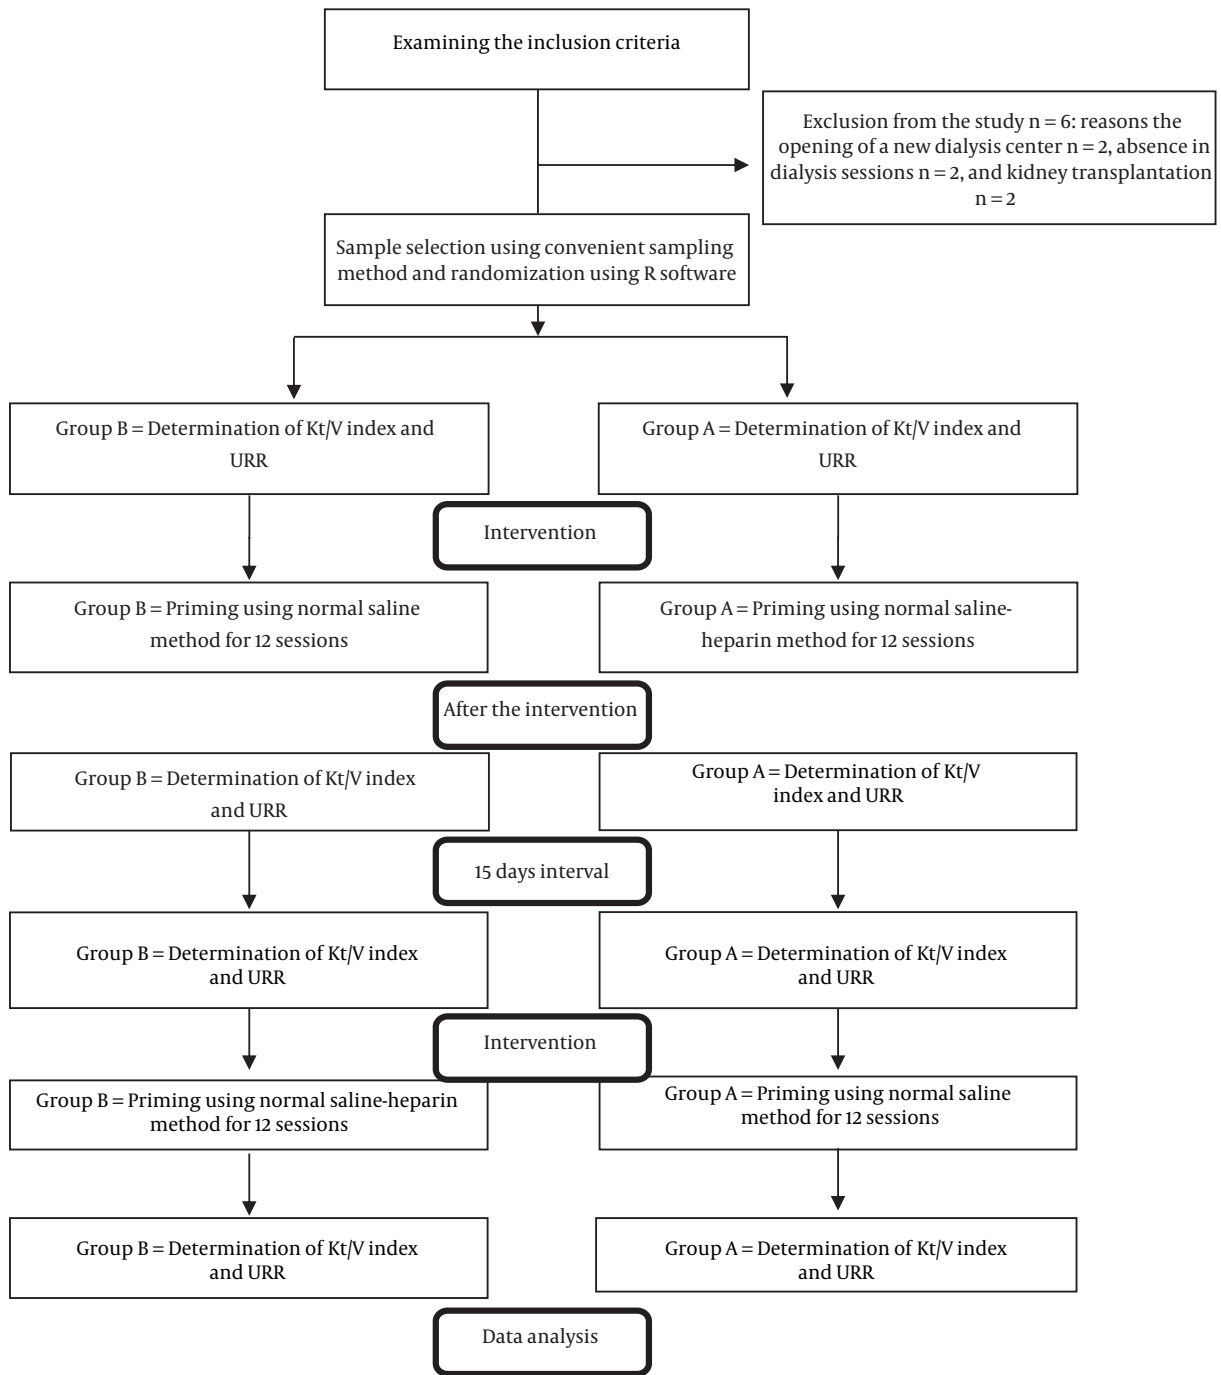 Examining the inclusion criteria
Exclusion from the study n = 6: reasons the
opening of a new dialysis center n = 2, absence in
dialysis sessions n = 2, and kidney transplantation
n = 2
Sample selection using convenient sampling
method and randomization using R software
Group B = Determination of Kt/V index and
URR
Group A = Determination of Kt/V index and
URR
Intervention
Group B = Priming using normal saline
method for 12 sessions
Group A = Priming using normal saline-
heparin method for 12 sessions
After the intervention
Group B = Determination of Kt/V index
and URR
Group A = Determination of Kt/V
index and URR
15 days interval
Group B = Determination of Kt/V index
and URR
Group A = Determination of Kt/V index
and URR
Intervention
Group B = Priming using normal saline-heparin
method for 12 sessions
Group A = Priming using normal saline
method for 12 sessions
Group B = Determination of Kt/V index
and URR
Group A = Determination of Kt/V index
and URR
Data analysis